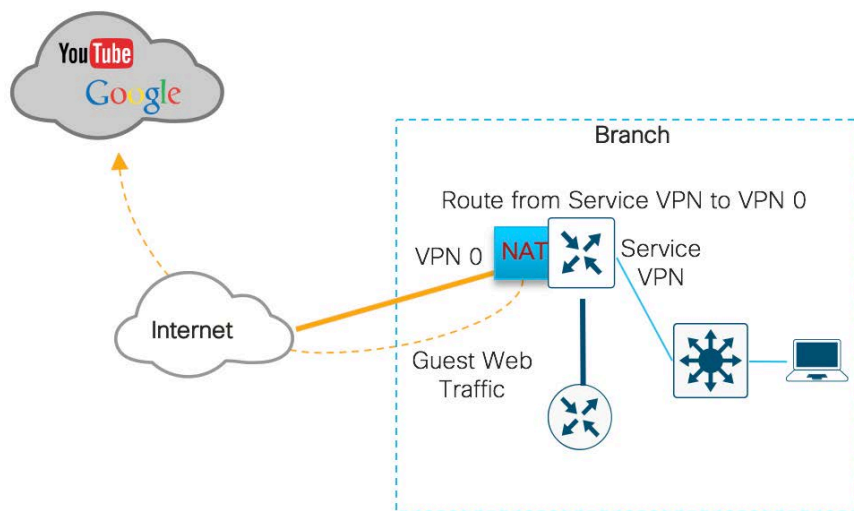 YouTube
Google
Branch
Route from Service VPN to VPN 0
VPN 0
NAT
Service
VPN
Internet
Guest Web
Traffic